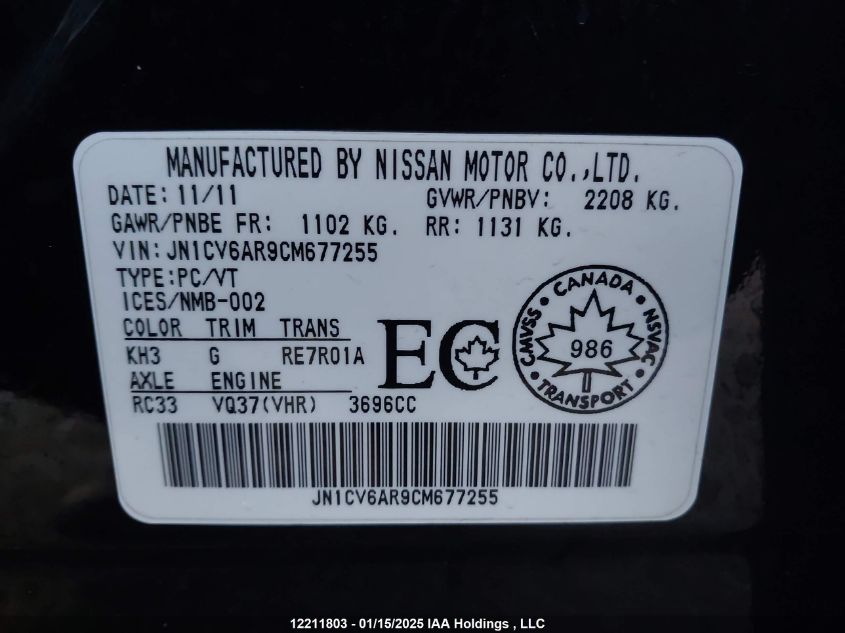 MANUFACTURED BY NISSAN MOTOR CO.,LTD.
DATE: 11/11 GVWR/PNBV: 2208 KG.
GAWR/PNBE FR: 1102 KG. RR: 1131 KG.
VIN: JN1CV6AR9CM677255
TYPE:PC/VT
ICES/NMB-002
COLOR TRIM TRANS
KH3 G RE7R01A
AXLE ENGINE
RC33 VQ37(VHR) 3696CC
EC
CANADA
CMVSS
NSVAC
986
TRANSPORT
JN1CV6AR9CM677255
12211803 - 01/15/2025 IAA Holdings , LLC